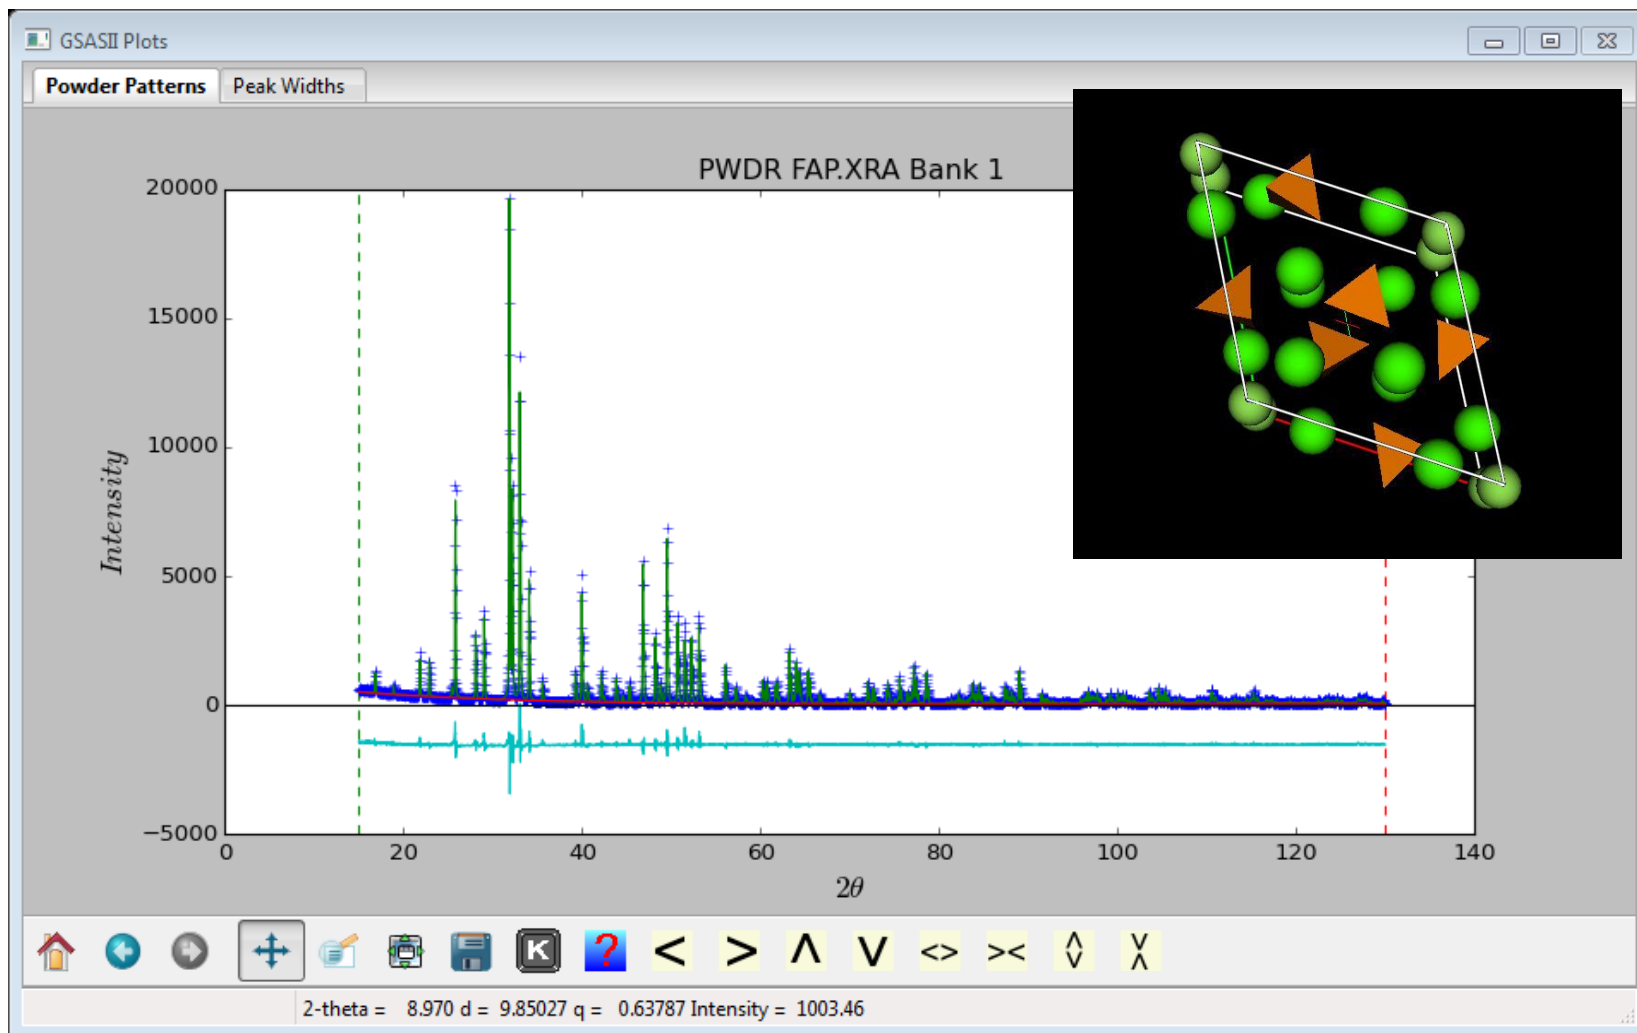 GSASII Plots
Powder Patterns Peak Widths
PWDR FAP.XRA Bank 1
20000
15000
10000
5000
0
−5000
Intensity
0 20 40 60 80 100 120 140
2θ
K ? < > Λ V <> ><
2-theta = 8.970 d = 9.85027 q = 0.63787 Intensity = 1003.46